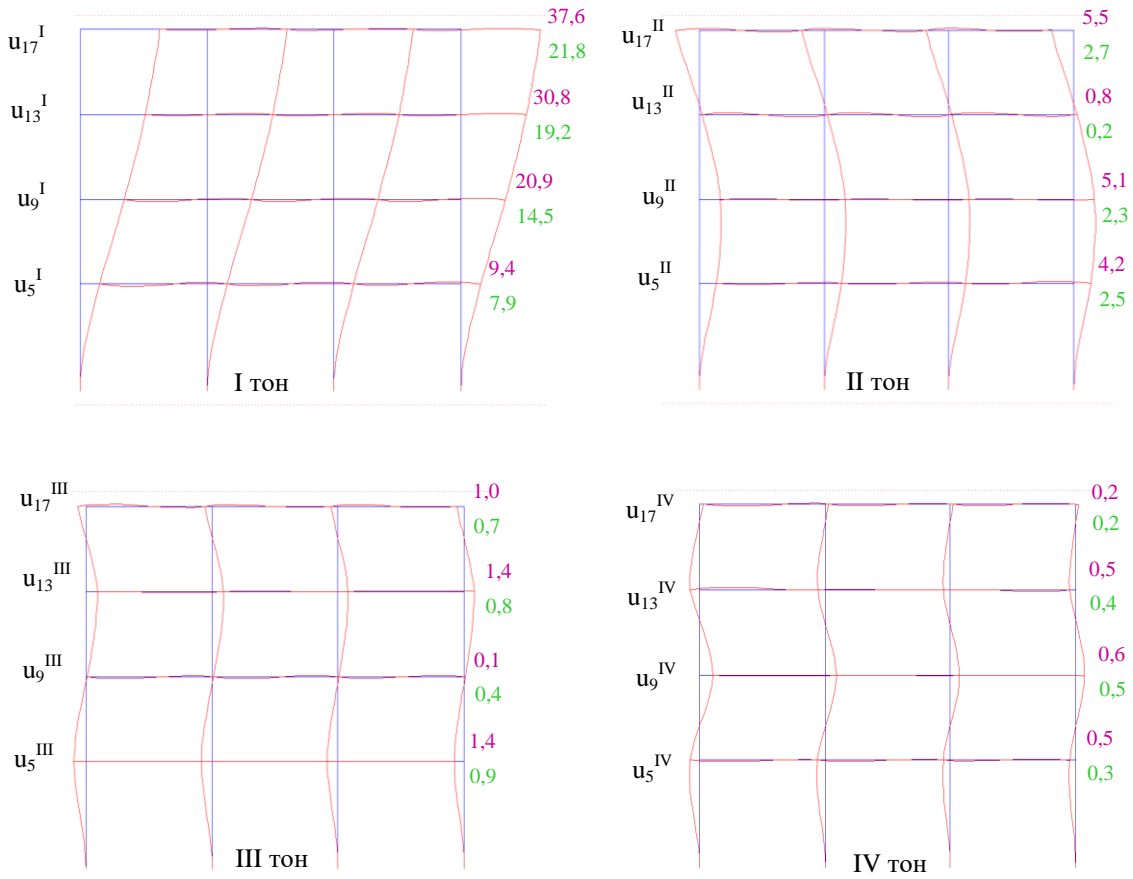 37,6
u₁₇ᴵ
21,8
30,8
u₁₃ᴵ
19,2
20,9
u₉ᴵ
14,5
9,4
u₅ᴵ
7,9
I тон
5,5
u₁₇ᴵᴵ
2,7
0,8
u₁₃ᴵᴵ
0,2
5,1
u₉ᴵᴵ
2,3
4,2
u₅ᴵᴵ
2,5
II тон
1,0
u₁₇ᴵᴵᴵ
0,7
1,4
u₁₃ᴵᴵᴵ
0,8
0,1
u₉ᴵᴵᴵ
0,4
1,4
u₅ᴵᴵᴵ
0,9
III тон
0,2
u₁₇ᴵⱽ
0,2
0,5
u₁₃ᴵⱽ
0,4
0,6
u₉ᴵⱽ
0,5
0,5
u₅ᴵⱽ
0,3
IV тон